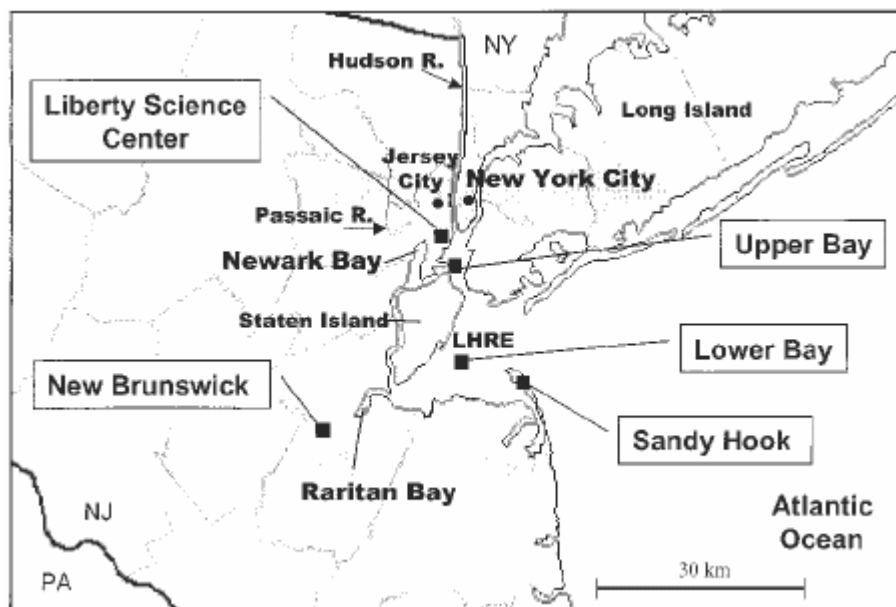 NY
Hudson R.
Liberty Science
Center
Long Island
Jersey
City
New York City
Passaic R.
Newark Bay
Upper Bay
Staten Island
LHRE
Lower Bay
New Brunswick
Sandy Hook
Raritan Bay
Atlantic
Ocean
NJ
PA
30 km